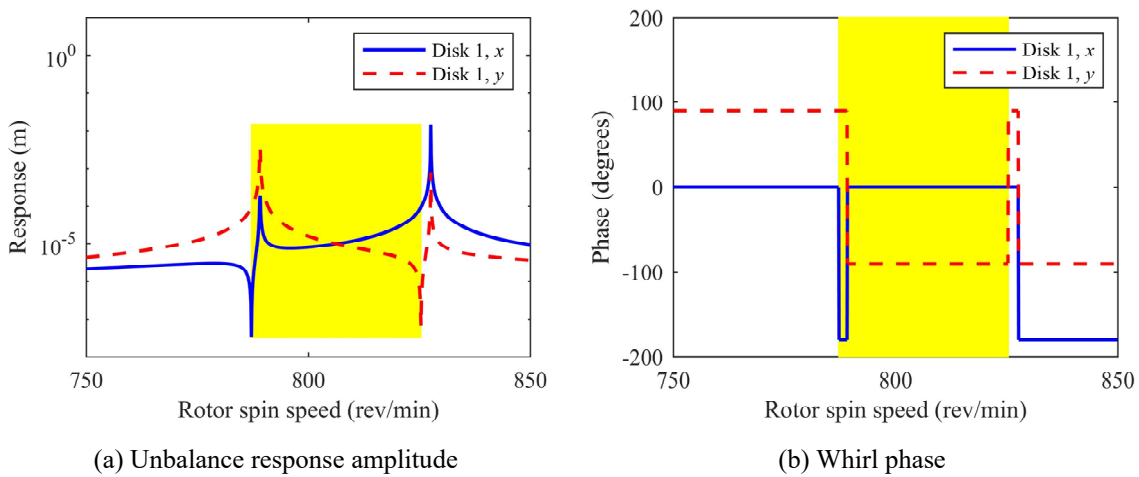 10^0
10^-5
Response (m)
Disk 1, x
Disk 1, y
750
800
850
Rotor spin speed (rev/min)
(a) Unbalance response amplitude
200
100
0
-100
-200
Phase (degrees)
Disk 1, x
Disk 1, y
750
800
850
Rotor spin speed (rev/min)
(b) Whirl phase